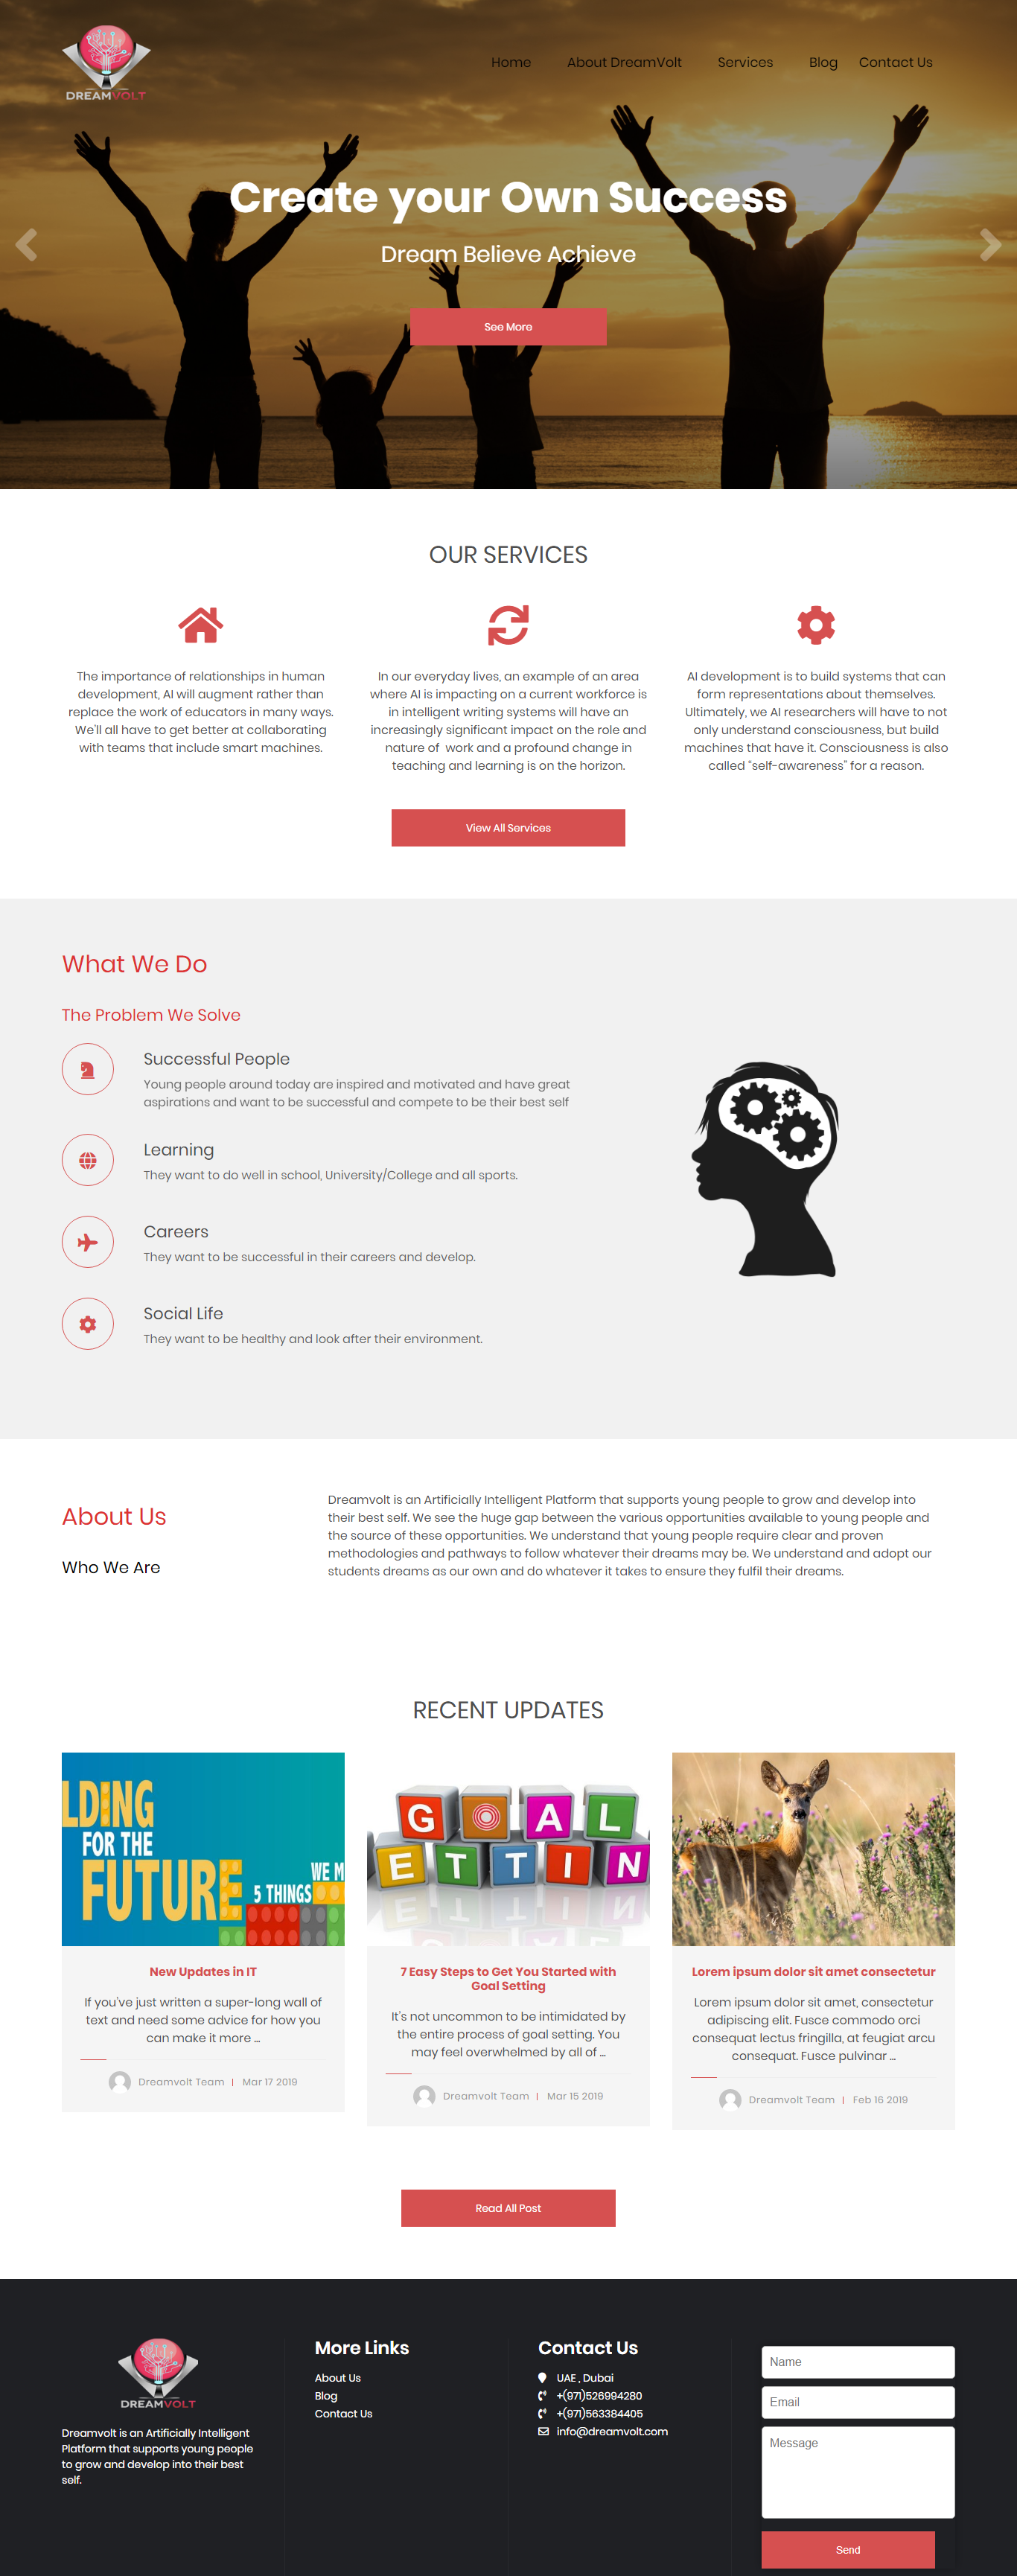 DREAMVOLT
Home
About DreamVolt
Services
Blog
Contact Us
Create your Own Success
Dream Believe Achieve
See More
OUR SERVICES
The importance of relationships in human
development, AI will augment rather than
replace the work of educators in many ways.
We'll all have to get better at collaborating
with teams that include smart machines.
In our everyday lives, an example of an area
where AI is impacting on a current workforce is
in intelligent writing systems will have an
increasingly significant impact on the role and
nature of work and a profound change in
teaching and learning is on the horizon.
AI development is to build systems that can
form representations about themselves.
Ultimately, we AI researchers will have to not
only understand consciousness, but build
machines that have it. Consciousness is also
called "self-awareness" for a reason.
View All Services
What We Do
The Problem We Solve
Successful People
Young people around today are inspired and motivated and have great
aspirations and want to be successful and compete to be their best self
Learning
They want to do well in school, University/College and all sports.
Careers
They want to be successful in their careers and develop.
Social Life
They want to be healthy and look after their environment.
About Us
Who We Are
Dreamvolt is an Artificially Intelligent Platform that supports young people to grow and develop into
their best self. We see the huge gap between the various opportunities available to young people and
the source of these opportunities. We understand that young people require clear and proven
methodologies and pathways to follow whatever their dreams may be. We understand and adopt our
students dreams as our own and do whatever it takes to ensure they fulfil their dreams.
RECENT UPDATES
LDING
FOR THE
FUTURE
WE M
5 THINGS
New Updates in IT
If you've just written a super-long wall of
text and need some advice for how you
can make it more ...
Dreamvolt Team | Mar 17 2019
G O A L
E T T I N
7 Easy Steps to Get You Started with
Goal Setting
It's not uncommon to be intimidated by
the entire process of goal setting. You
may feel overwhelmed by all of ...
Dreamvolt Team | Mar 15 2019
Lorem ipsum dolor sit amet consectetur
Lorem ipsum dolor sit amet, consectetur
adipiscing elit. Fusce commodo orci
consequat lectus fringilla, at feugiat arcu
consequat. Fusce pulvinar ...
Dreamvolt Team | Feb 16 2019
Read All Post
DREAMVOLT
Dreamvolt is an Artificially Intelligent
Platform that supports young people
to grow and develop into their best
self.
More Links
About Us
Blog
Contact Us
Contact Us
UAE , Dubai
+(971)526994280
+(971)563384405
info@dreamvolt.com
Name
Email
Message
Send